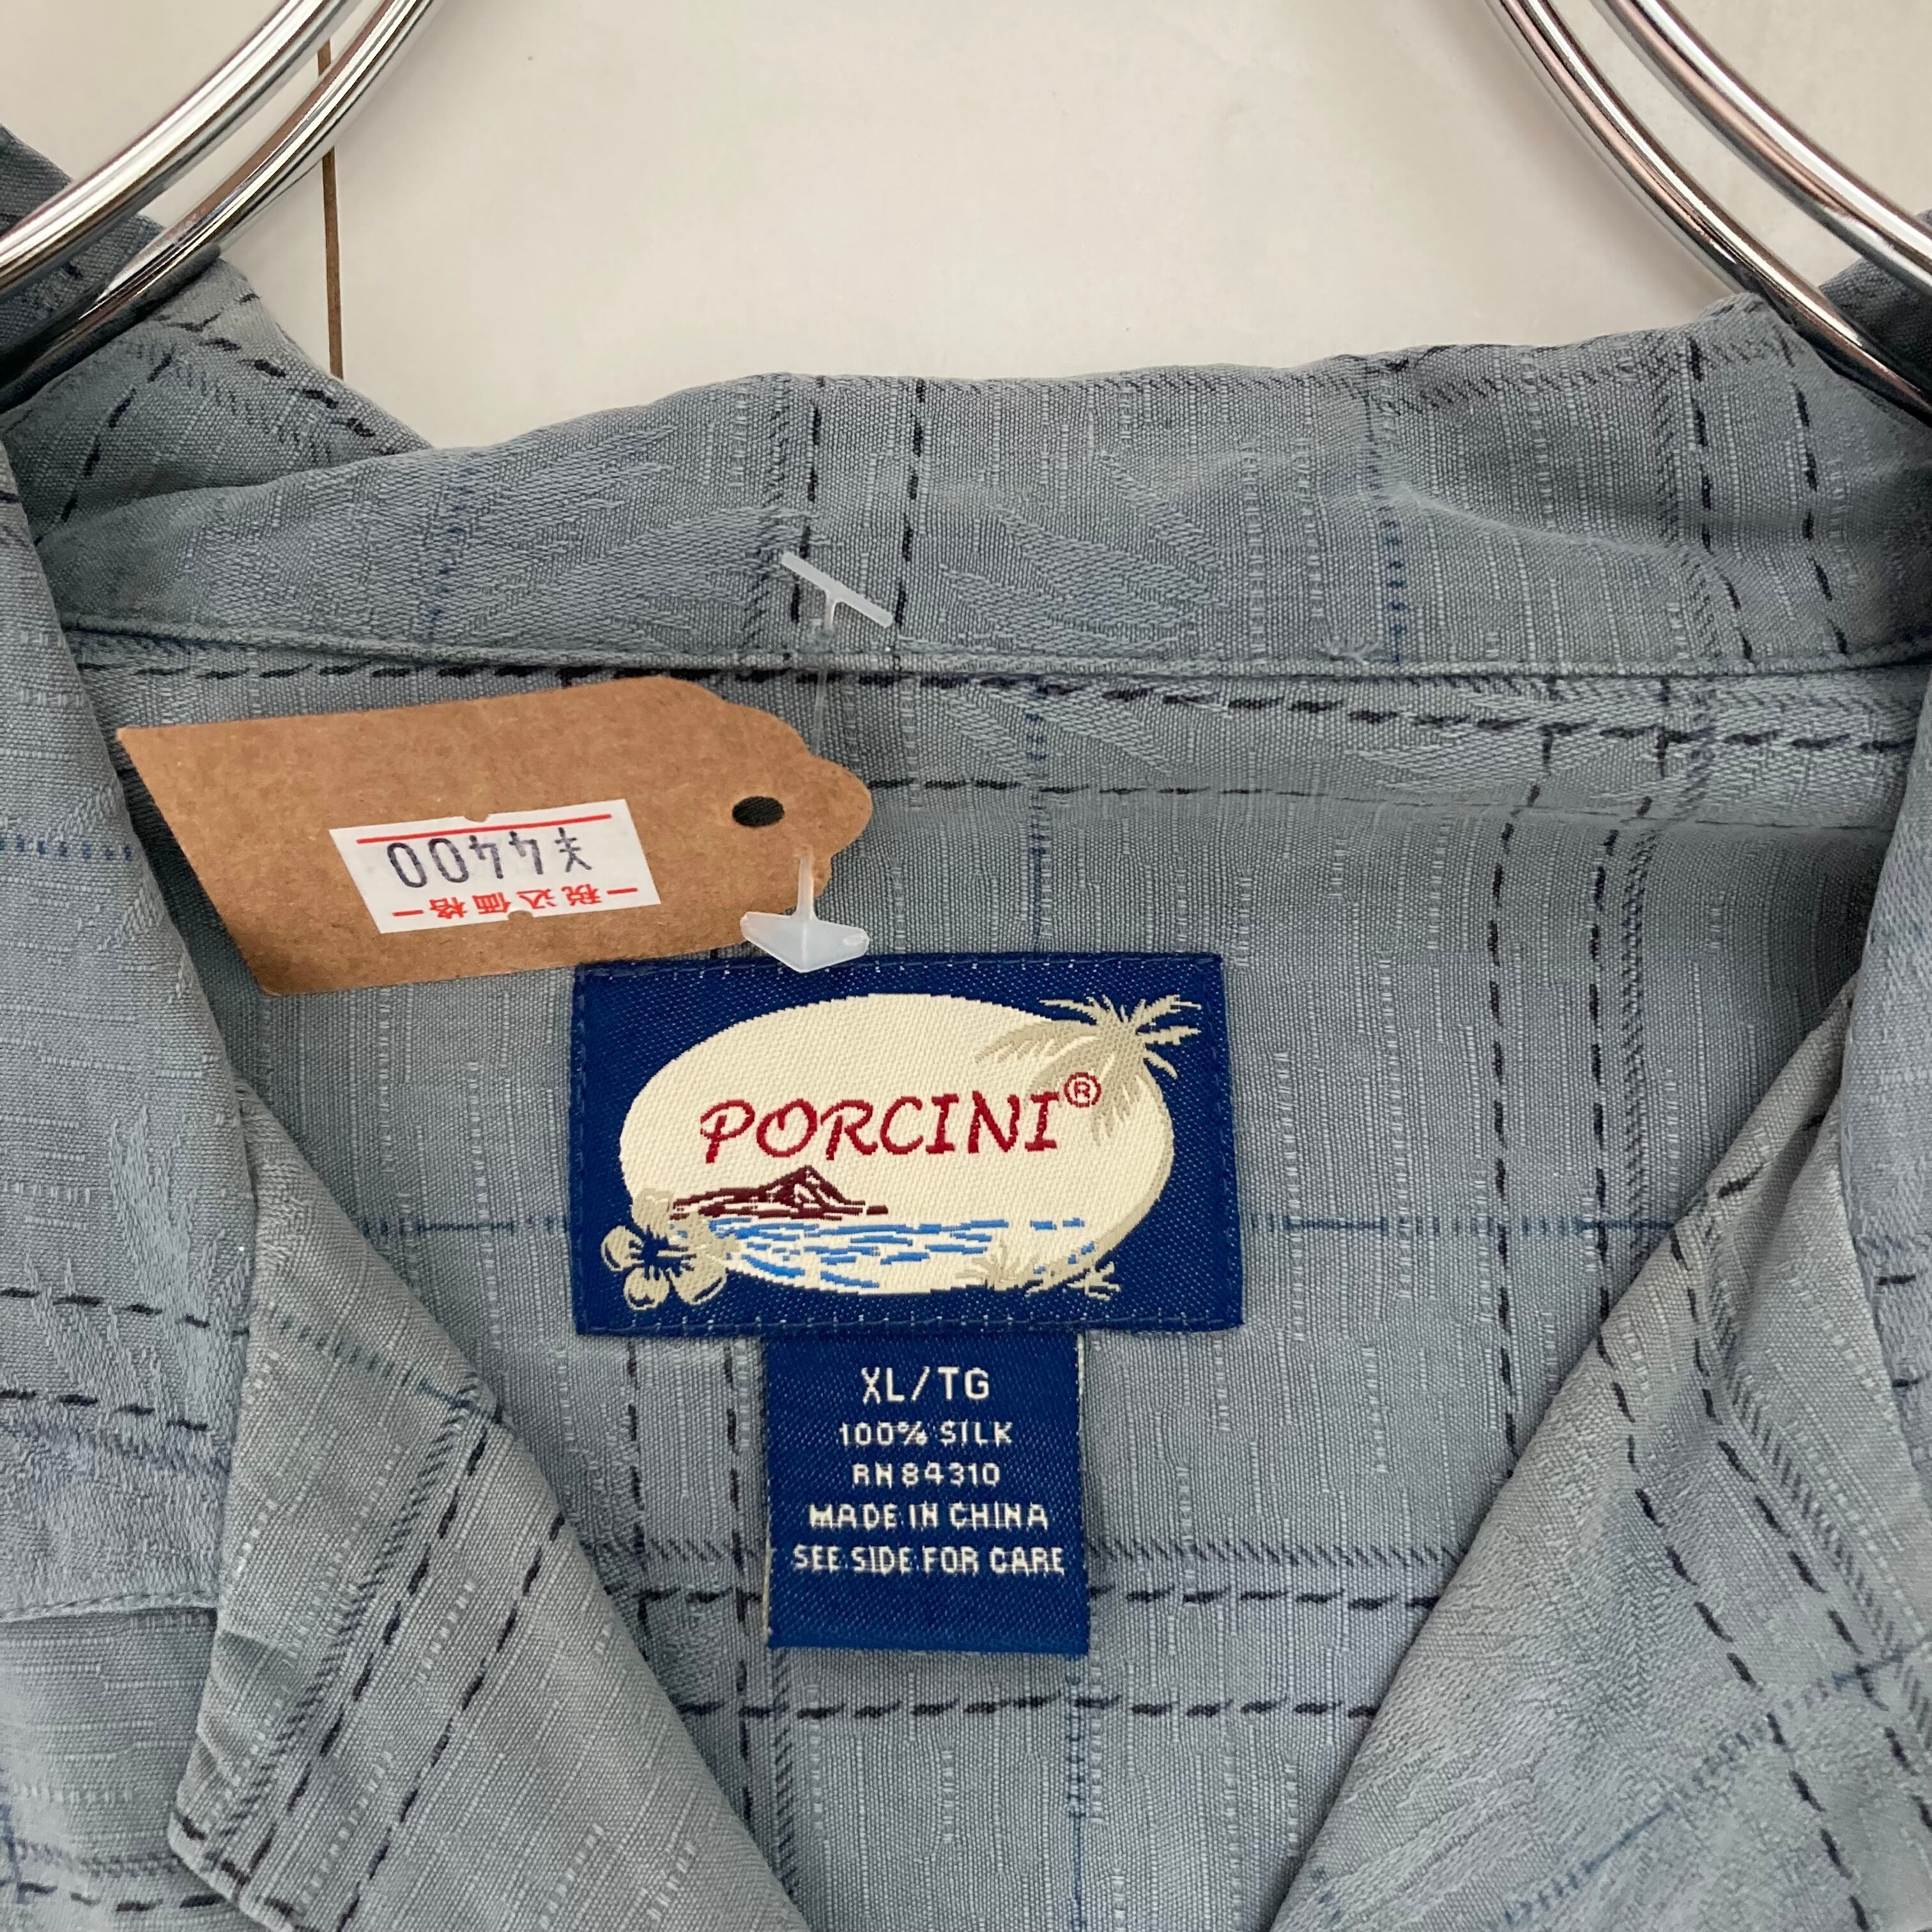 ¥4400
税込価格
PORCINI®
XL/TG
100% SILK
RN 84310
MADE IN CHINA
SEE SIDE FOR CARE